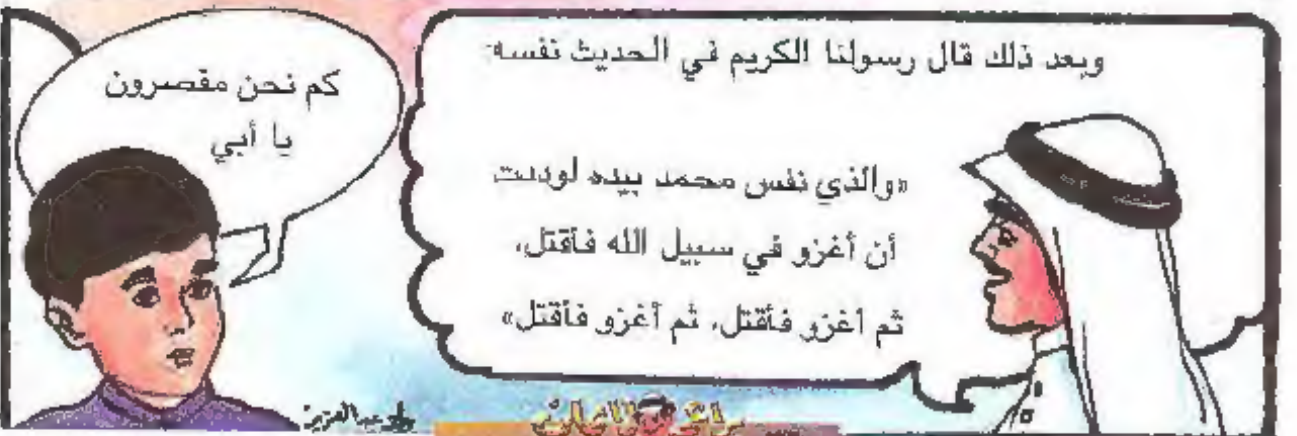 وبعد ذلك قال رسولنا الكريم في الحديث نفسه:
«والذي نفس محمد بيده لوددت
أن أغزو في سبيل الله فأقتل،
ثم أغزو فأقتل، ثم أغزو فأقتل»
كم نحن مقصرون
يا أبي
عبدالعزيز